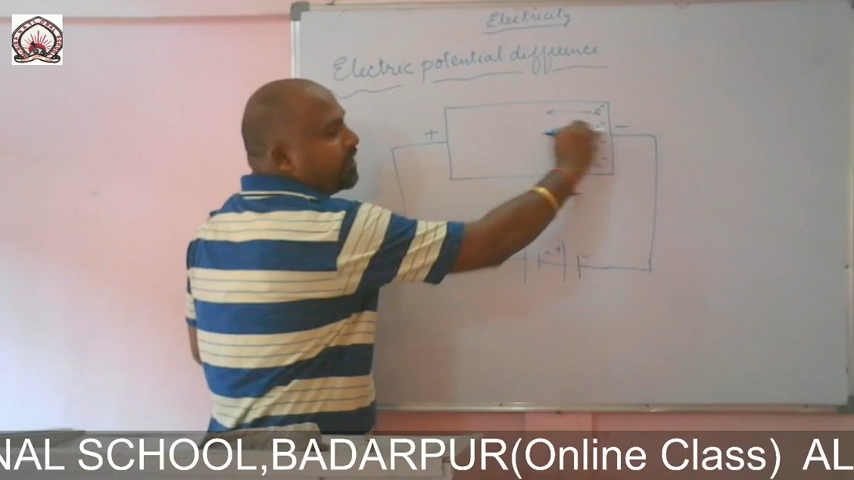 Electricity
Electric potential difference
+
e⁻
−
- +
-
NAL SCHOOL,BADARPUR(Online Class) AL